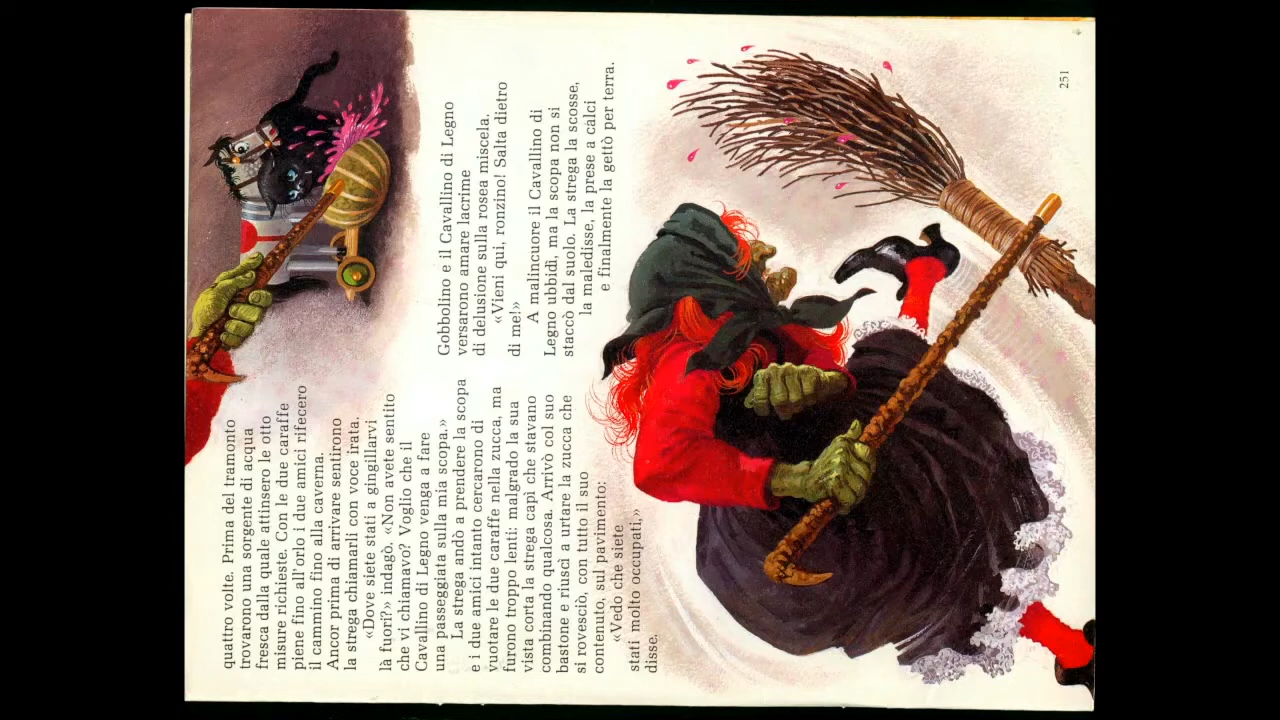 quattro volte. Prima del tramonto
trovarono una sorgente di acqua
fresca dalla quale attinsero le otto
misure richieste. Con le due caraffe
piene fino all'orlo i due amici rifecero
il cammino fino alla caverna.
Ancor prima di arrivare sentirono
la strega chiamarli con voce irata.
«Dove siete stati a gingillarvi
là fuori?» indagò. «Non avete sentito
che vi chiamavo? Voglio che il
Cavallino di Legno venga a fare
una passeggiata sulla mia scopa.»
La strega andò a prendere la scopa
e i due amici intanto cercarono di
vuotare le due caraffe nella zucca, ma
furono troppo lenti: malgrado la sua
vista corta la strega capì che stavano
combinando qualcosa. Arrivò col suo
bastone e riuscì a urtare la zucca che
si rovesciò, con tutto il suo
contenuto, sul pavimento:
«Vedo che siete
stati molto occupati,»
disse.
Gobbolino e il Cavallino di Legno
versarono amare lacrime
di delusione sulla rosea miscela.
«Vieni qui, ronzino! Salta dietro
di me!»
A malincuore il Cavallino di
Legno ubbidì, ma la scopa non si
staccò dal suolo. La strega la scosse,
la maledisse, la prese a calci
e finalmente la gettò per terra.
251